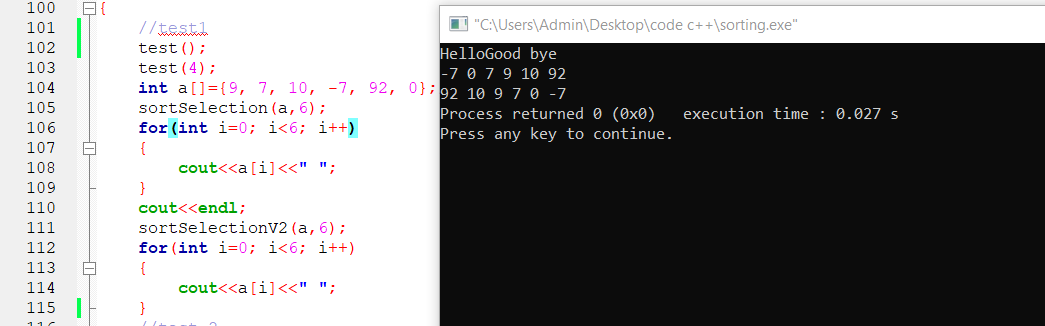 100 {
101 //test1
102 test();
103 test(4);
104 int a[]={9, 7, 10, -7, 92, 0};
105 sortSelection(a,6);
106 for(int i=0; i<6; i++)
107 {
108 cout<<a[i]<<" ";
109 }
110 cout<<endl;
111 sortSelectionV2(a,6);
112 for(int i=0; i<6; i++)
113 {
114 cout<<a[i]<<" ";
115 }
"C:\Users\Admin\Desktop\code c++\sorting.exe"
HelloGood bye
-7 0 7 9 10 92
92 10 9 7 0 -7
Process returned 0 (0x0) execution time : 0.027 s
Press any key to continue.